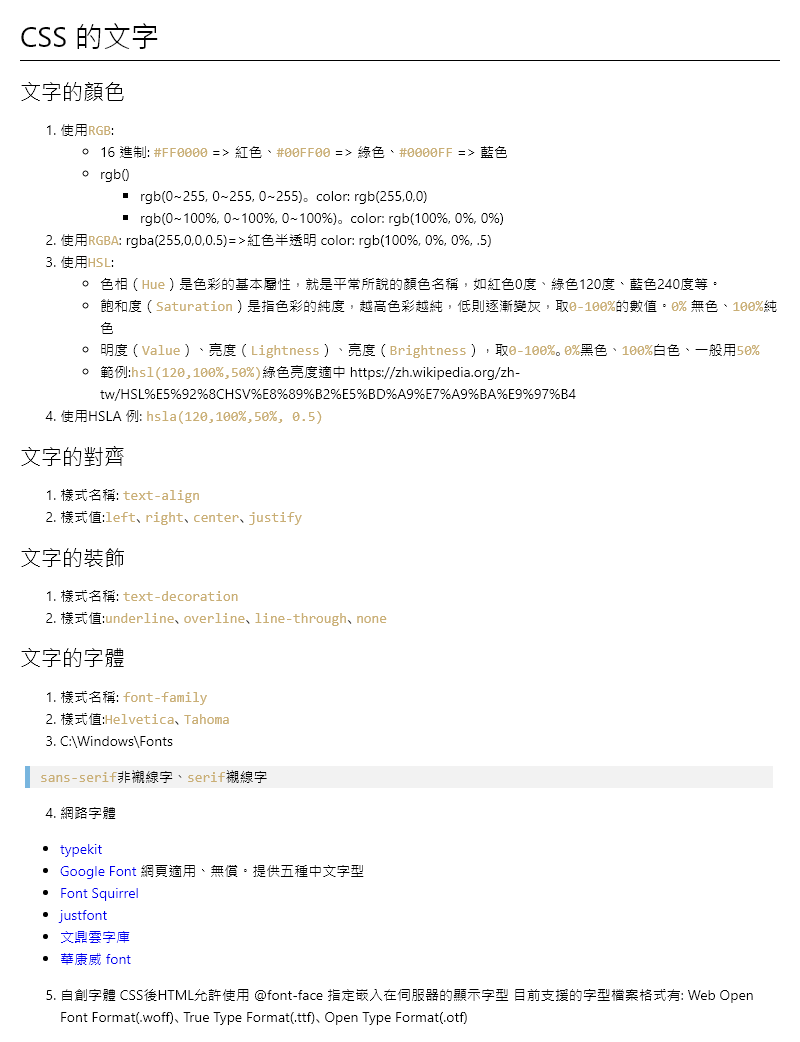 CSS 的文字
文字的顏色
1. 使用RGB:
16 進制: #FF0000 => 紅色、#00FF00 => 綠色、#0000FF => 藍色
rgb()
rgb(0~255, 0~255, 0~255)。color: rgb(255,0,0)
rgb(0~100%, 0~100%, 0~100%)。color: rgb(100%, 0%, 0%)
2. 使用RGBA: rgba(255,0,0,0.5)=>紅色半透明 color: rgb(100%, 0%, 0%, .5)
3. 使用HSL:
色相（Hue）是色彩的基本屬性，就是平常所說的顏色名稱，如紅色0度、綠色120度、藍色240度等。
飽和度（Saturation）是指色彩的純度，越高色彩越純，低則逐漸變灰，取0-100%的數值。0% 無色、100%純
色
明度（Value）、亮度（Lightness）、亮度（Brightness），取0-100%。0%黑色、100%白色、一般用50%
範例:hsl(120,100%,50%)綠色亮度適中 https://zh.wikipedia.org/zh-
tw/HSL%E5%92%8CHSV%E8%89%B2%E5%BD%A9%E7%A9%BA%E9%97%B4
4. 使用HSLA 例: hsla(120,100%,50%, 0.5)
文字的對齊
1. 樣式名稱: text-align
2. 樣式值:left、right、center、justify
文字的裝飾
1. 樣式名稱: text-decoration
2. 樣式值:underline、overline、line-through、none
文字的字體
1. 樣式名稱: font-family
2. 樣式值:Helvetica、Tahoma
3. C:\Windows\Fonts
sans-serif非襯線字、serif襯線字
4. 網路字體
typekit
Google Font 網頁適用、無償。提供五種中文字型
Font Squirrel
justfont
文鼎雲字庫
華康威 font
5. 自創字體 CSS後HTML允許使用 @font-face 指定嵌入在伺服器的顯示字型 目前支援的字型檔案格式有: Web Open
Font Format(.woff)、True Type Format(.ttf)、Open Type Format(.otf)